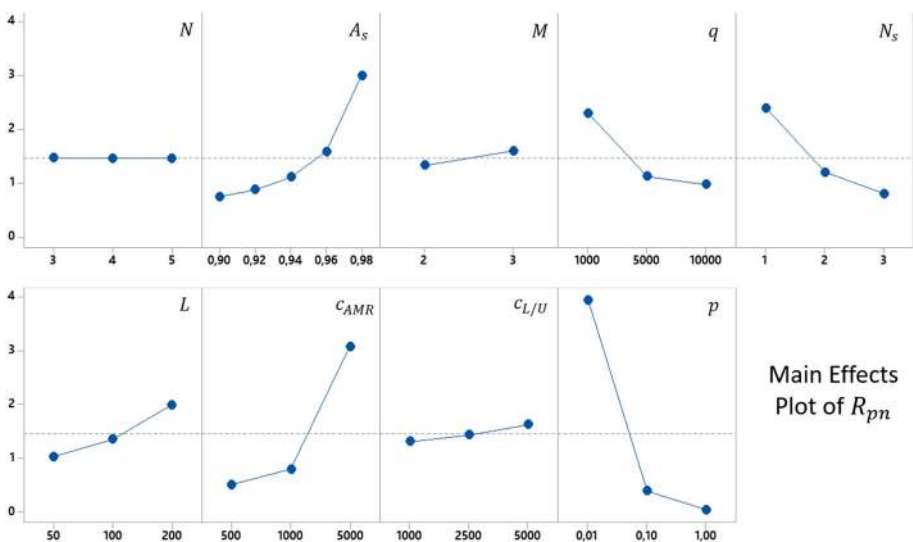 4 N A_s M q N_s
3
2
1
0
3 4 5 0,90 0,92 0,94 0,96 0,98 2 3 1000 5000 10000 1 2 3
4 L c_AMR c_L/U p
3
2
1
0
50 100 200 500 1000 5000 1000 2500 5000 0,01 0,10 1,00
Main Effects
Plot of R_pn